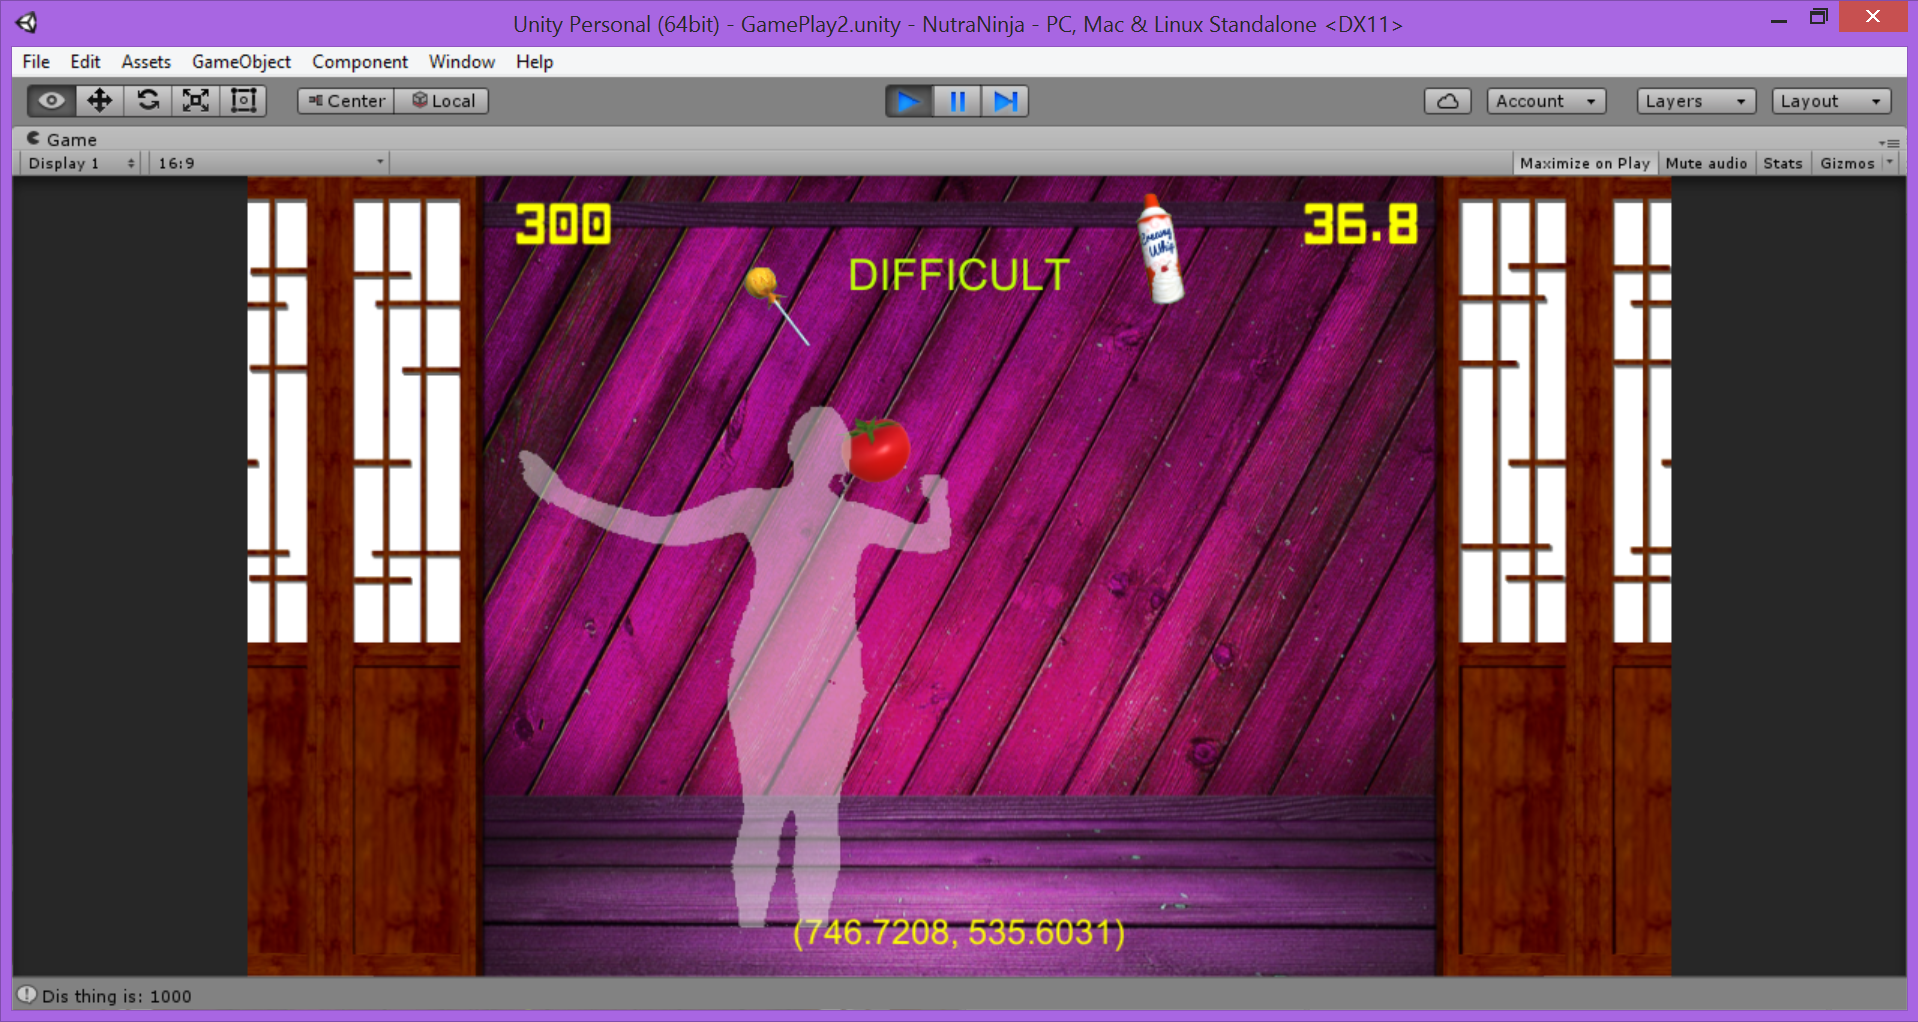 Unity Personal (64bit) - GamePlay2.unity - NutraNinja - PC, Mac & Linux Standalone <DX11>
File Edit Assets GameObject Component Window Help
Center Local Account Layers Layout
Game
Display 1 16:9 Maximize on Play Mute audio Stats Gizmos
300 36.8
Creamy
Whip
DIFFICULT
(746.7208, 535.6031)
Dis thing is: 1000